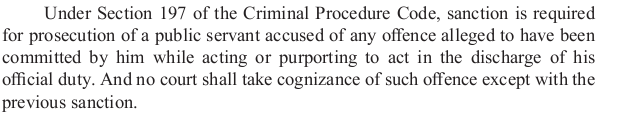 Under Section 197 of the Criminal Procedure Code, sanction is required
for prosecution of a public servant accused of any offence alleged to have been
committed by him while acting or purporting to act in the discharge of his
official duty. And no court shall take cognizance of such offence except with the
previous sanction.